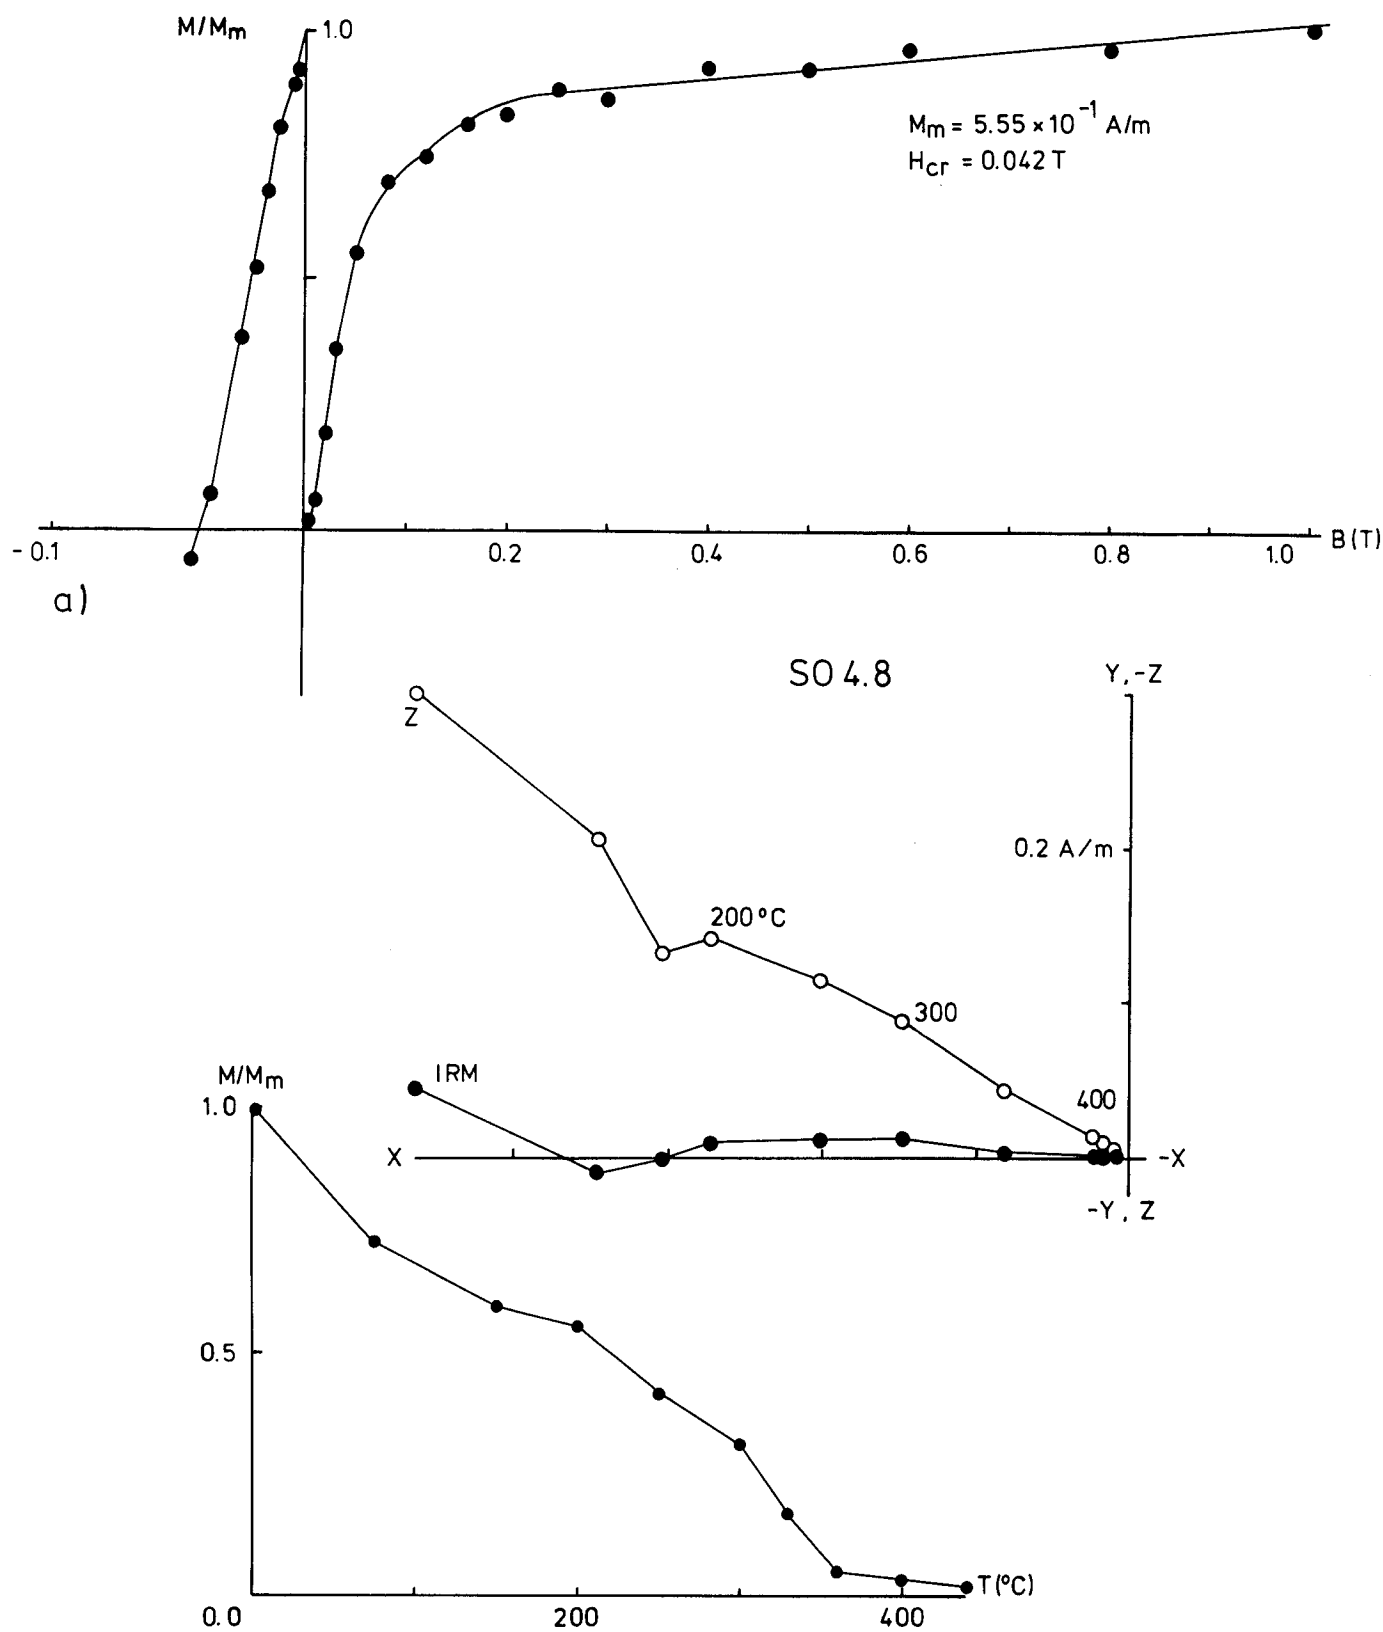 M/Mm
1.0
Mm = 5.55 × 10⁻¹ A/m
Hcr = 0.042 T
- 0.1
0.2
0.4
0.6
0.8
1.0
B (T)
a)
SO 4.8
Y, -Z
Z
0.2 A/m
200 °C
300
IRM
400
X
-X
-Y, Z
M/Mm
1.0
0.5
T (°C)
0.0
200
400